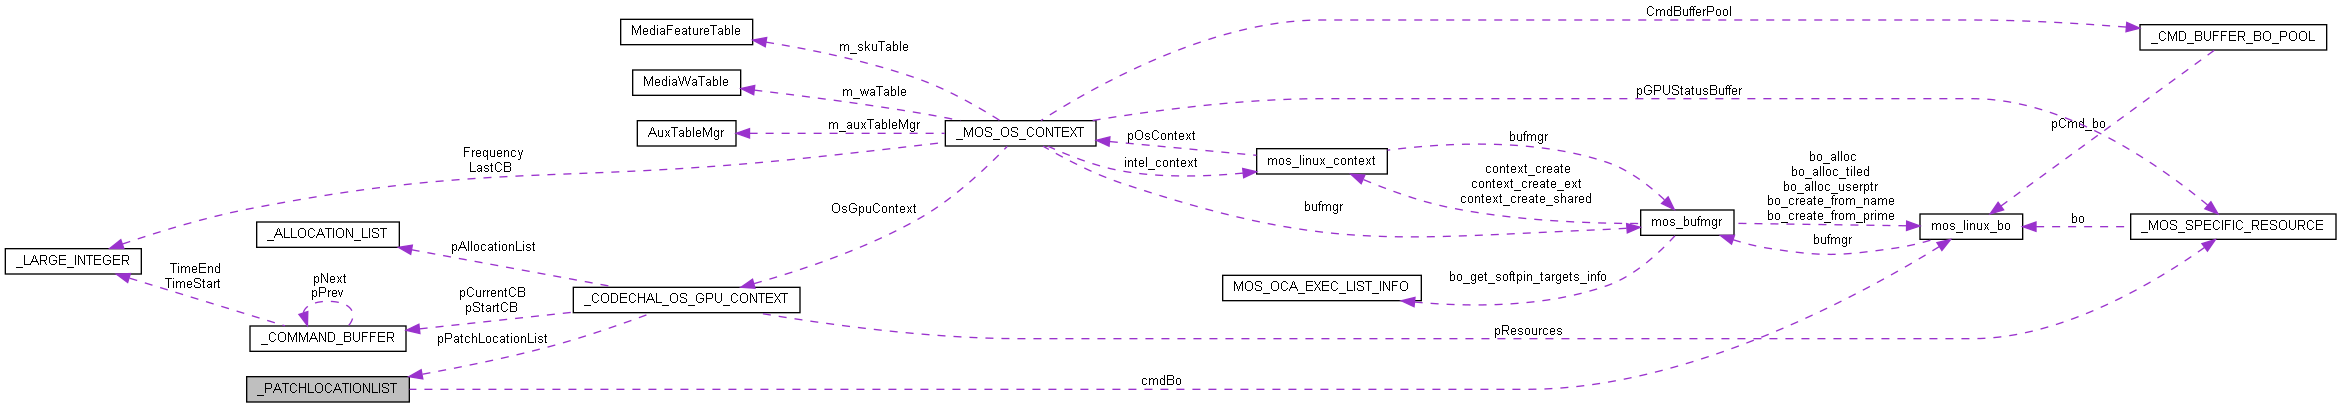 CmdBufferPool
MediaFeatureTable
_CMD_BUFFER_BO_POOL
m_skuTable
MediaWaTable
m_waTable
pGPUStatusBuffer
AuxTableMgr
m_auxTableMgr
_MOS_OS_CONTEXT
pOsContext
bufmgr
pCmd_bo
Frequency
LastCB
intel_context
mos_linux_context
context_create
context_create_ext
context_create_shared
bo_alloc
bo_alloc_tiled
bo_alloc_userptr
bo_create_from_name
bo_create_from_prime
OsGpuContext
bufmgr
mos_bufmgr
mos_linux_bo
bo
_MOS_SPECIFIC_RESOURCE
_ALLOCATION_LIST
pAllocationList
bufmgr
_LARGE_INTEGER
TimeEnd
TimeStart
pNext
pPrev
pCurrentCB
pStartCB
_CODECHAL_OS_GPU_CONTEXT
MOS_OCA_EXEC_LIST_INFO
bo_get_softpin_targets_info
_COMMAND_BUFFER
pPatchLocationList
pResources
_PATCHLOCATIONLIST
cmdBo